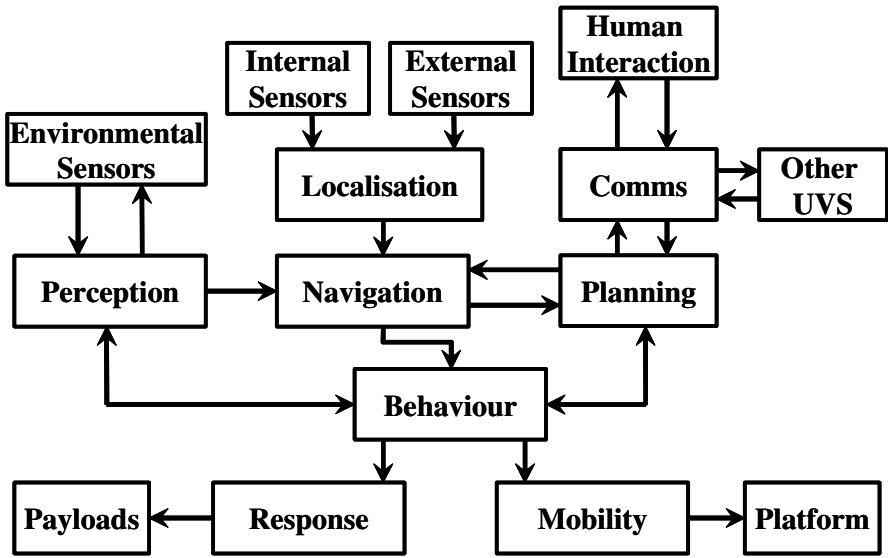 Human
Interaction
Internal
Sensors
External
Sensors
Environmental
Sensors
Localisation
Comms
Other
UVS
Perception
Navigation
Planning
Behaviour
Payloads
Response
Mobility
Platform